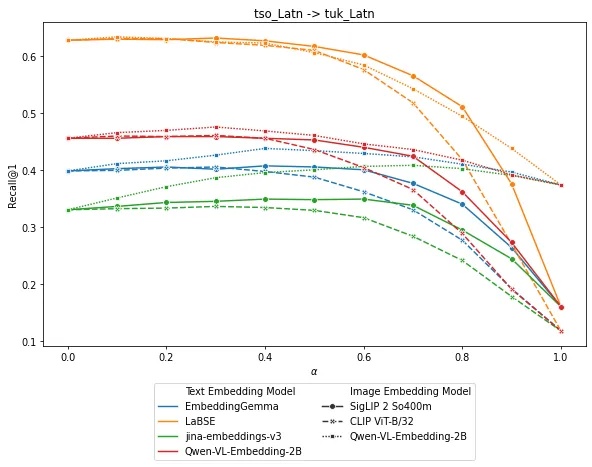 tso_Latn -> tuk_Latn
Recall@1
0.6
0.5
0.4
0.3
0.2
0.1
0.0 0.2 0.4 0.6 0.8 1.0
α
Text Embedding Model Image Embedding Model
EmbeddingGemma SigLIP 2 So400m
LaBSE CLIP ViT-B/32
jina-embeddings-v3 Qwen-VL-Embedding-2B
Qwen-VL-Embedding-2B